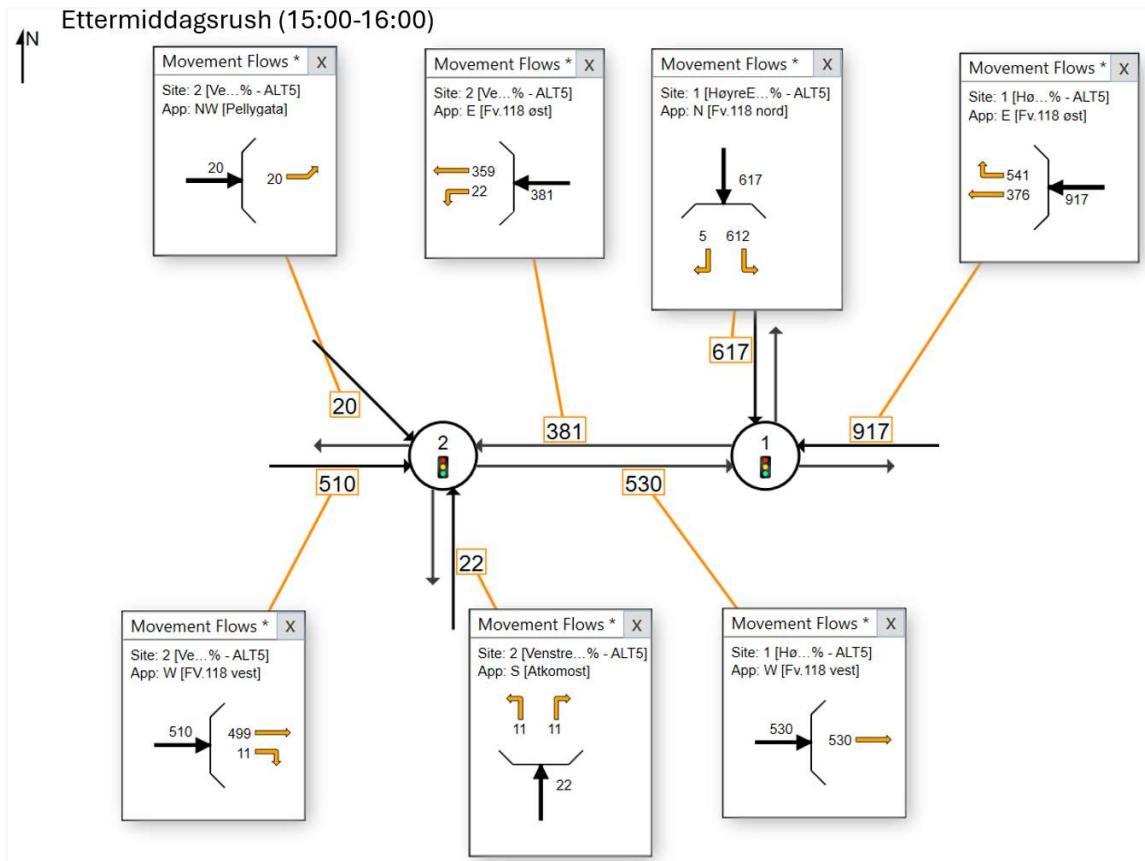 Ettermiddagsrush (15:00-16:00)
N
Movement Flows * X
Site: 2 [Ve...% - ALT5]
App: NW [Pellygata]
20
20
Movement Flows * X
Site: 2 [Ve...% - ALT5]
App: E [Fv.118 øst]
359
22
381
Movement Flows * X
Site: 1 [HøyreE...% - ALT5]
App: N [Fv.118 nord]
617
5 612
Movement Flows * X
Site: 1 [Hø...% - ALT5]
App: E [Fv.118 øst]
541
376
917
617
20
381
917
2
1
510
530
22
Movement Flows * X
Site: 2 [Ve...% - ALT5]
App: W [FV.118 vest]
510
499
11
Movement Flows * X
Site: 2 [Venstre...% - ALT5]
App: S [Atkomost]
11 11
22
Movement Flows * X
Site: 1 [Hø...% - ALT5]
App: W [Fv.118 vest]
530
530